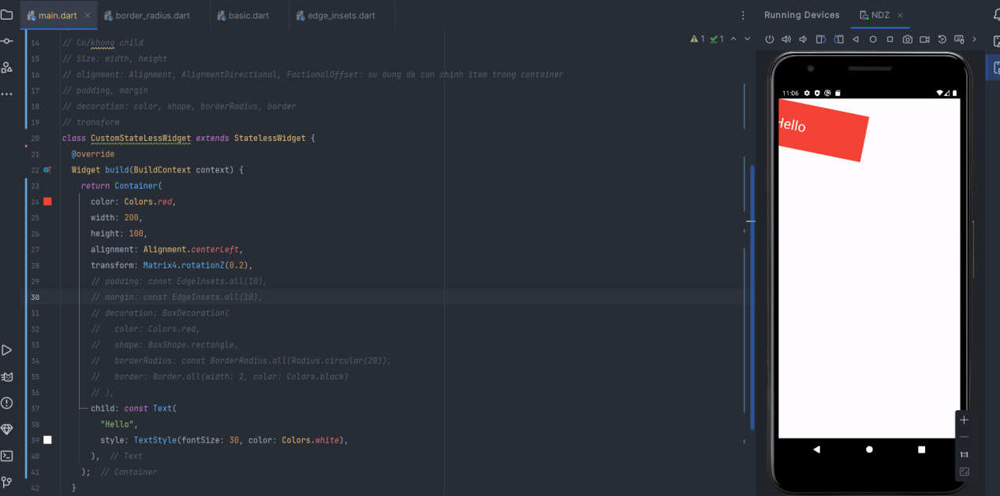 main.dart
border_radius.dart
basic.dart
edge_insets.dart
Running Devices
NDZ
1 1
14 // Co/khong child
15 // Size: width, height
16 // alignment: Alignment, AlignmentDirectional, FactionalOffset: su dung de can chinh item trong container
17 // padding, margin
18 // decoration: color, shape, borderRadius, border
19 // transform
20 class CustomStateLessWidget extends StatelessWidget {
21 @override
22 Widget build(BuildContext context) {
23 return Container(
24 color: Colors.red,
25 width: 200,
26 height: 100,
27 alignment: Alignment.centerLeft,
28 transform: Matrix4.rotationZ(0.2),
29 // padding: const EdgeInsets.all(10),
30 // margin: const EdgeInsets.all(10),
31 // decoration: BoxDecoration(
32 // color: Colors.red,
33 // shape: BoxShape.rectangle,
34 // borderRadius: const BorderRadius.all(Radius.circular(20)),
35 // border: Border.all(width: 2, color: Colors.black)
36 // ),
37 child: const Text(
38 "Hello",
39 style: TextStyle(fontSize: 30, color: Colors.white),
40 ), // Text
41 ); // Container
42 }
11:06
Hello
1:1